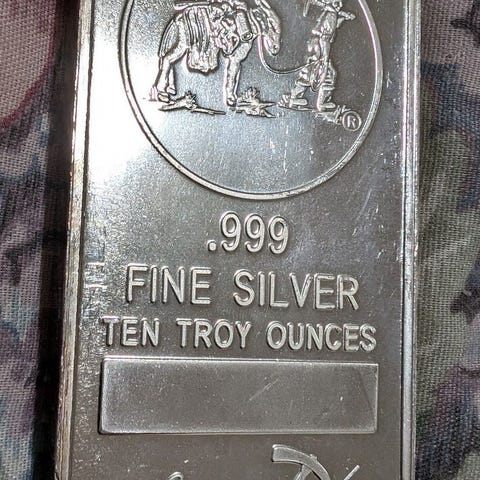 ®
.999
FINE SILVER
TEN TROY OUNCES